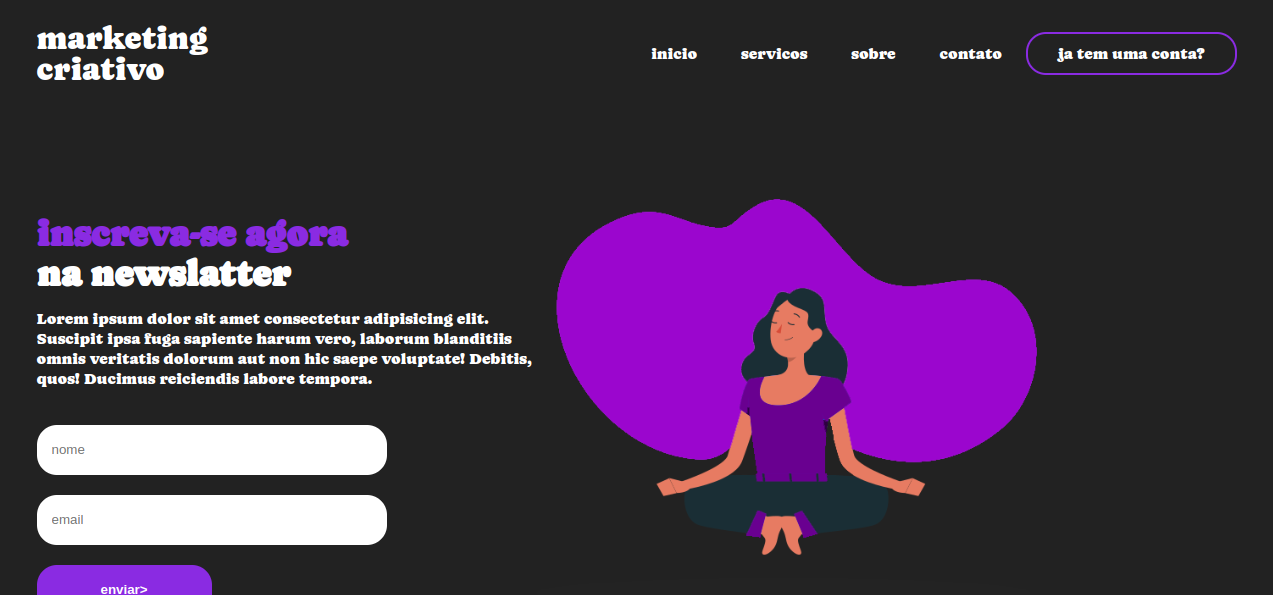 marketing
criativo
inicio
servicos
sobre
contato
ja tem uma conta?
inscreva-se agora
na newslatter
Lorem ipsum dolor sit amet consectetur adipisicing elit.
Suscipit ipsa fuga sapiente harum vero, laborum blanditiis
omnis veritatis dolorum aut non hic saepe voluptate! Debitis,
quos! Ducimus reiciendis labore tempora.
nome
email
enviar>